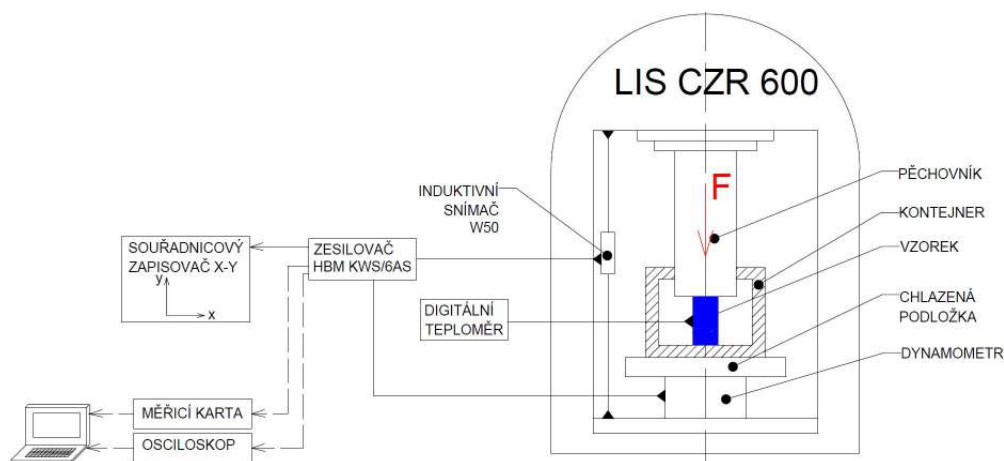 LIS CZR 600
F
INDUKTIVNÍ
SNÍMAČ
W50
SOUŘADNICOVÝ
ZAPISOVAČ X-Y
y
x
ZESILOVAČ
HBM KWS/6AS
DIGITÁLNÍ
TEPLOMĚR
MĚŘICÍ KARTA
OSCILOSKOP
PĚCHOVNÍK
KONTEJNER
VZOREK
CHLAZENÁ
PODLOŽKA
DYNAMOMETR